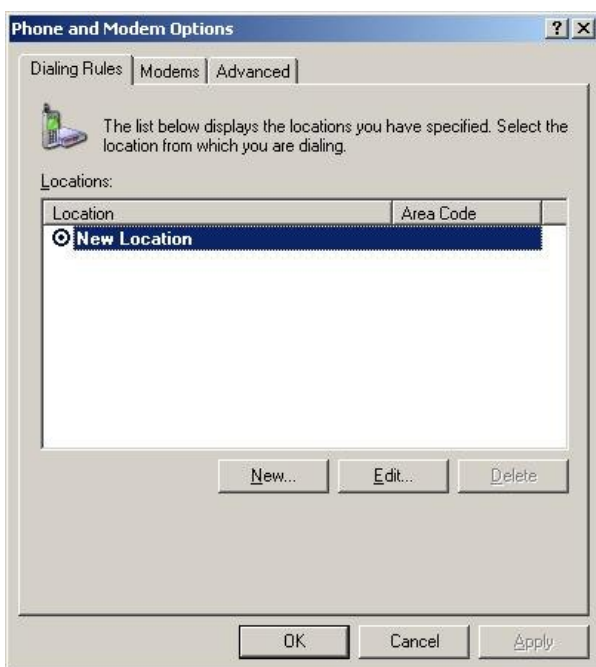 Phone and Modem Options
Dialing Rules Modems Advanced
The list below displays the locations you have specified. Select the
location from which you are dialing.
Locations:
Location Area Code
New Location
New... Edit... Delete
OK Cancel Apply